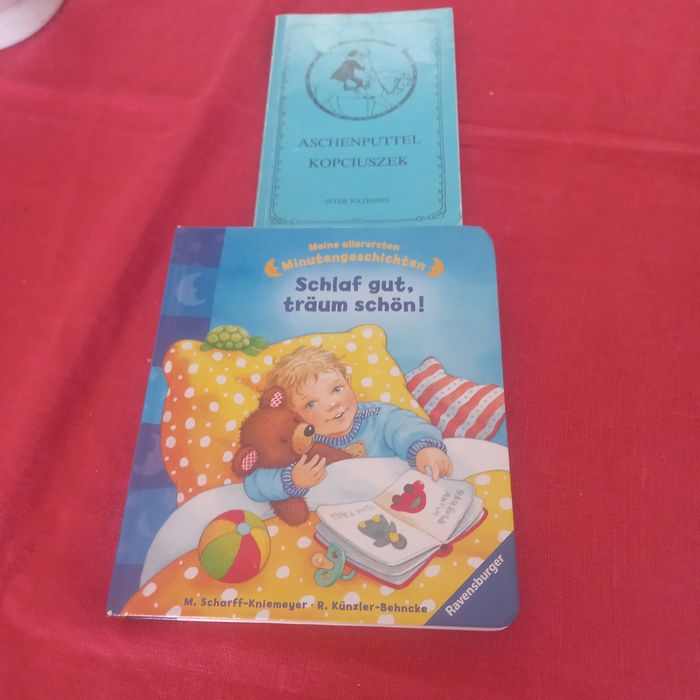 ASCHENPUTTEL
KOPCIUSZEK
INTER NATIONES
Meine allerersten
Minutengeschichten
Schlaf gut,
träum schön!
M. Scharff-Kniemeyer · R. Künzler-Behncke
Ravensburger